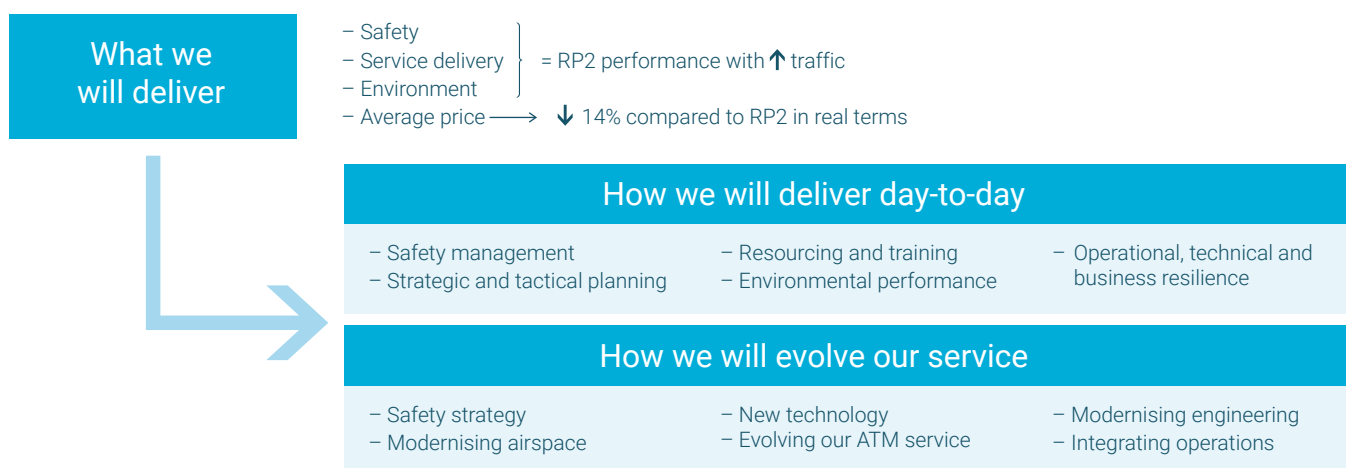 What we
will deliver
– Safety
– Service delivery
– Environment
= RP2 performance with ↑ traffic
– Average price ⟶ ↓ 14% compared to RP2 in real terms
How we will deliver day-to-day
– Safety management
– Strategic and tactical planning
– Resourcing and training
– Environmental performance
– Operational, technical and
business resilience
How we will evolve our service
– Safety strategy
– Modernising airspace
– New technology
– Evolving our ATM service
– Modernising engineering
– Integrating operations